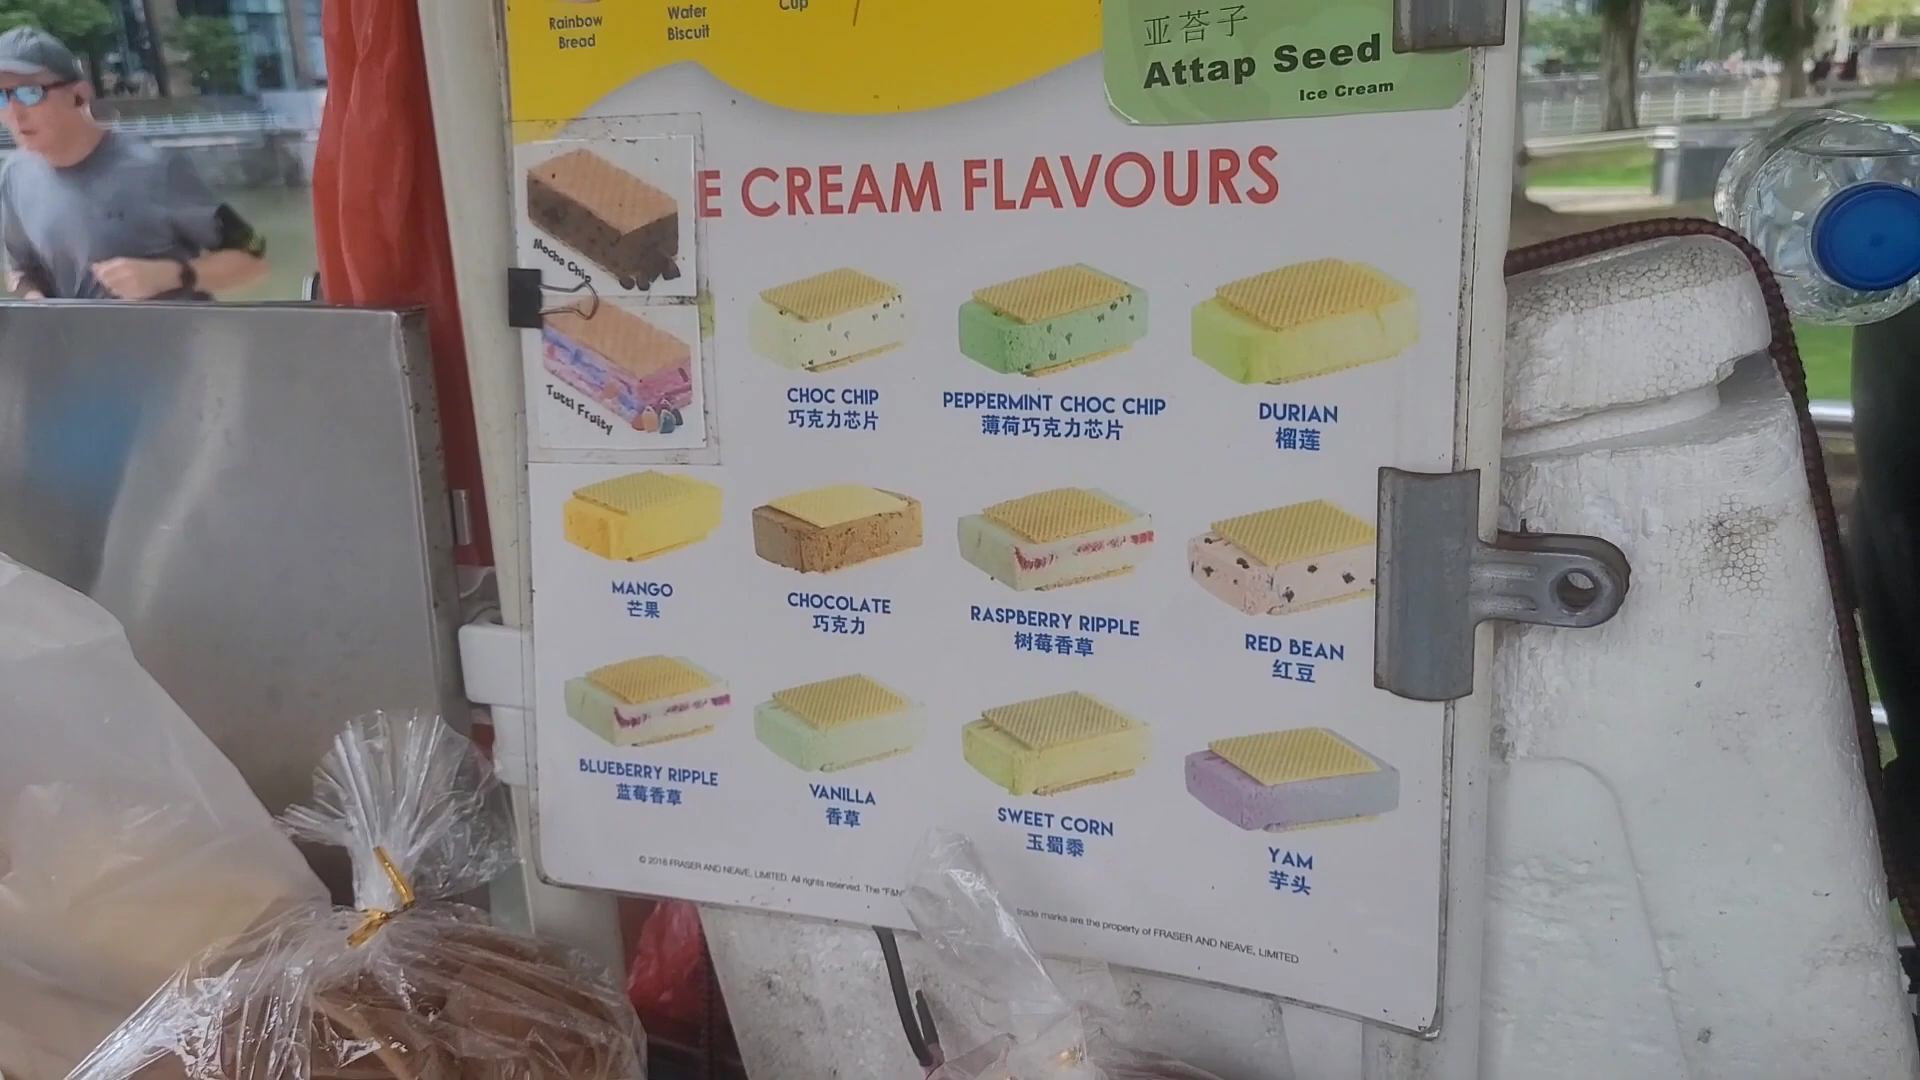 Rainbow
Bread
Wafer
Biscuit
Cup
亚荅子
Attap Seed
Ice Cream
E CREAM FLAVOURS
Mocha Chip
Tutti Fruity
CHOC CHIP
巧克力芯片
PEPPERMINT CHOC CHIP
薄荷巧克力芯片
DURIAN
榴莲
MANGO
芒果
CHOCOLATE
巧克力
RASPBERRY RIPPLE
树莓香草
RED BEAN
红豆
BLUEBERRY RIPPLE
蓝莓香草
VANILLA
香草
SWEET CORN
玉蜀黍
YAM
芋头
© 2018 FRASER AND NEAVE, LIMITED. All rights reserved. The "F&N" trade marks are the property of FRASER AND NEAVE, LIMITED